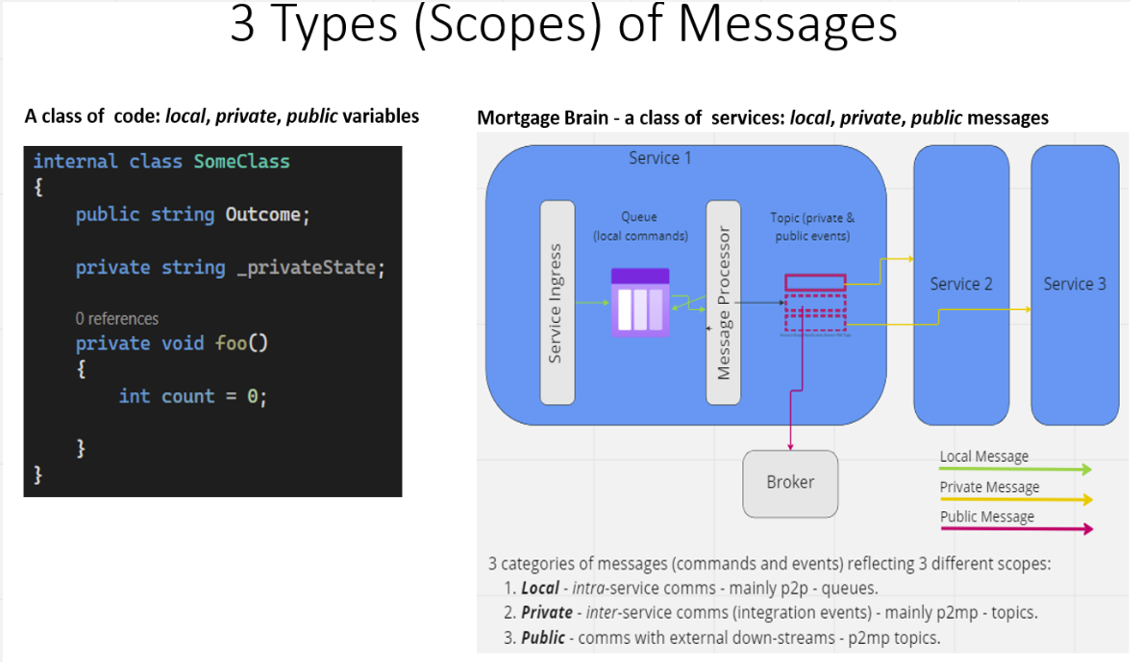 3 Types (Scopes) of Messages
A class of code: local, private, public variables
internal class SomeClass
{
public string Outcome;
private string _privateState;
0 references
private void foo()
{
int count = 0;
}
}
Mortgage Brain - a class of services: local, private, public messages
Service 1
Service Ingress
Queue
(local commands)
Message Processor
Topic (private &
public events)
Service 2
Service 3
Broker
Local Message
Private Message
Public Message
3 categories of messages (commands and events) reflecting 3 different scopes:
1. Local - intra-service comms - mainly p2p - queues.
2. Private - inter-service comms (integration events) - mainly p2mp - topics.
3. Public - comms with external down-streams - p2mp topics.